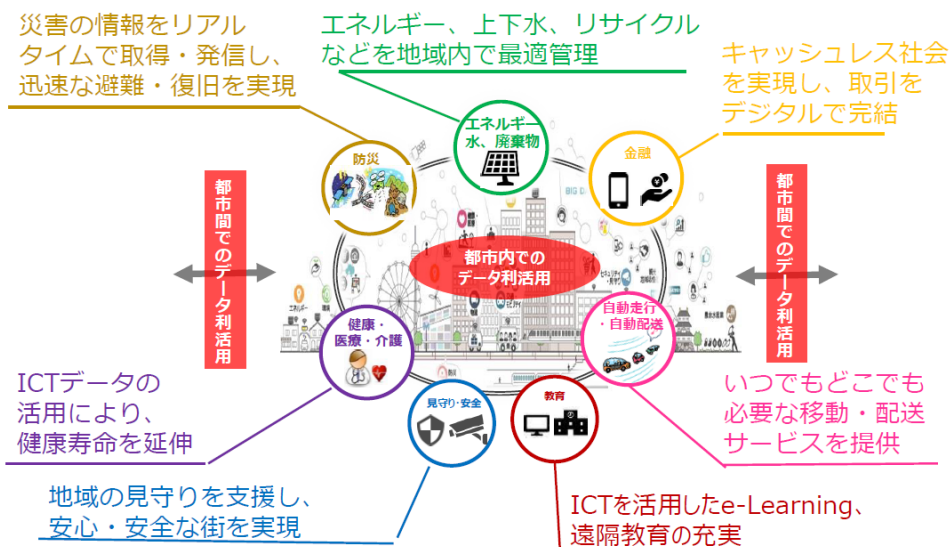 災害の情報をリアル
タイムで取得・発信し、
迅速な避難・復旧を実現
エネルギー、上下水、リサイクル
などを地域内で最適管理
キャッシュレス社会
を実現し、取引を
デジタルで完結
エネルギー
水、廃棄物
防災
金融
都市間でのデータ利活用
都市内での
データ利活用
都市間でのデータ利活用
健康・
医療・介護
自動走行
・自動配送
見守り・安全
教育
ICTデータの
活用により、
健康寿命を延伸
いつでもどこでも
必要な移動・配送
サービスを提供
地域の見守りを支援し、
安心・安全な街を実現
ICTを活用したe-Learning、
遠隔教育の充実